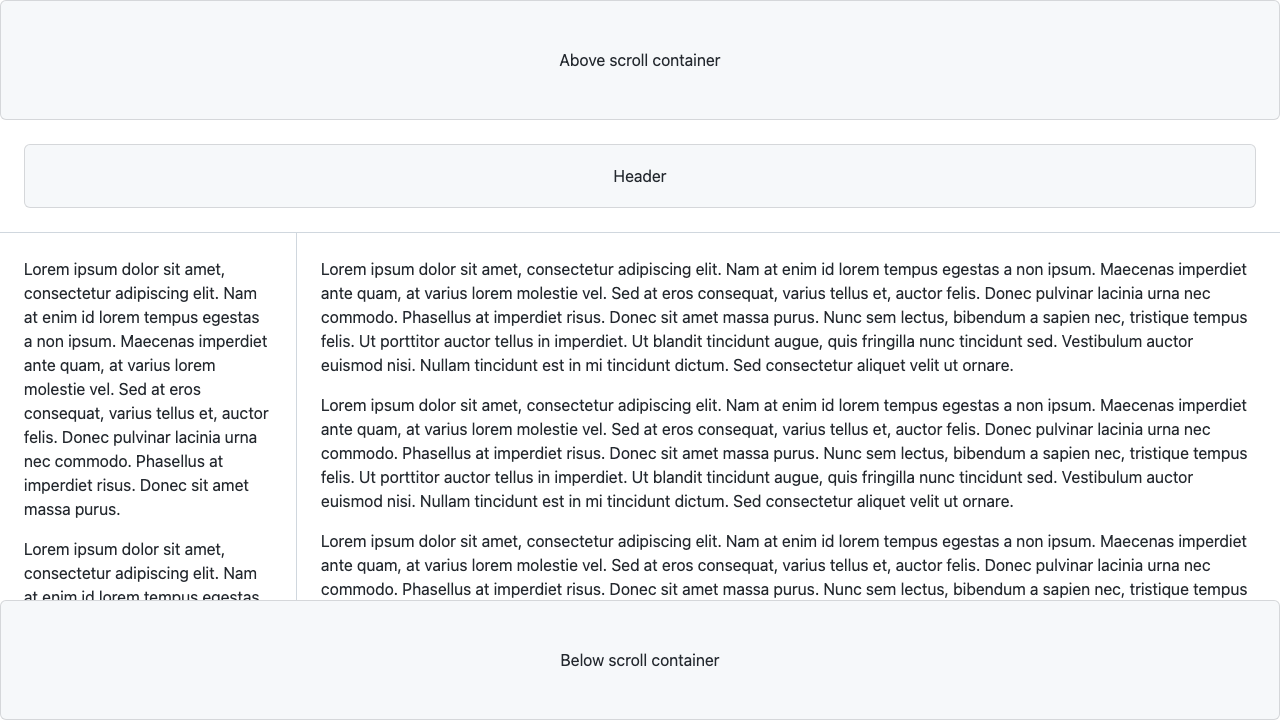 Above scroll container
Header
Lorem ipsum dolor sit amet,
consectetur adipiscing elit. Nam
at enim id lorem tempus egestas
a non ipsum. Maecenas imperdiet
ante quam, at varius lorem
molestie vel. Sed at eros
consequat, varius tellus et, auctor
felis. Donec pulvinar lacinia urna
nec commodo. Phasellus at
imperdiet risus. Donec sit amet
massa purus.
Lorem ipsum dolor sit amet,
consectetur adipiscing elit. Nam
at enim id lorem tempus egestas
Lorem ipsum dolor sit amet, consectetur adipiscing elit. Nam at enim id lorem tempus egestas a non ipsum. Maecenas imperdiet
ante quam, at varius lorem molestie vel. Sed at eros consequat, varius tellus et, auctor felis. Donec pulvinar lacinia urna nec
commodo. Phasellus at imperdiet risus. Donec sit amet massa purus. Nunc sem lectus, bibendum a sapien nec, tristique tempus
felis. Ut porttitor auctor tellus in imperdiet. Ut blandit tincidunt augue, quis fringilla nunc tincidunt sed. Vestibulum auctor
euismod nisi. Nullam tincidunt est in mi tincidunt dictum. Sed consectetur aliquet velit ut ornare.
Lorem ipsum dolor sit amet, consectetur adipiscing elit. Nam at enim id lorem tempus egestas a non ipsum. Maecenas imperdiet
ante quam, at varius lorem molestie vel. Sed at eros consequat, varius tellus et, auctor felis. Donec pulvinar lacinia urna nec
commodo. Phasellus at imperdiet risus. Donec sit amet massa purus. Nunc sem lectus, bibendum a sapien nec, tristique tempus
felis. Ut porttitor auctor tellus in imperdiet. Ut blandit tincidunt augue, quis fringilla nunc tincidunt sed. Vestibulum auctor
euismod nisi. Nullam tincidunt est in mi tincidunt dictum. Sed consectetur aliquet velit ut ornare.
Lorem ipsum dolor sit amet, consectetur adipiscing elit. Nam at enim id lorem tempus egestas a non ipsum. Maecenas imperdiet
ante quam, at varius lorem molestie vel. Sed at eros consequat, varius tellus et, auctor felis. Donec pulvinar lacinia urna nec
commodo. Phasellus at imperdiet risus. Donec sit amet massa purus. Nunc sem lectus, bibendum a sapien nec, tristique tempus
Below scroll container